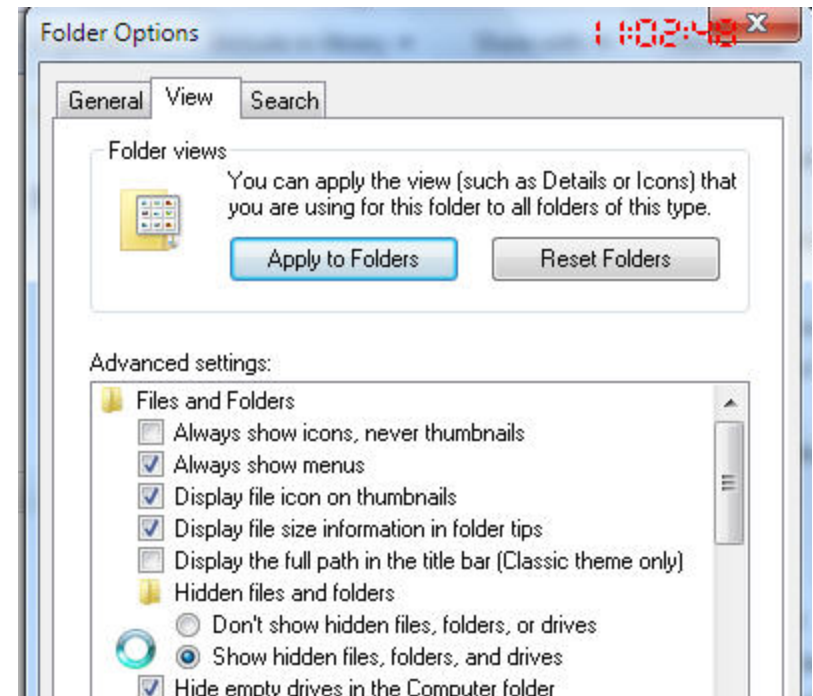 Folder Options
11:02:48
General View Search
Folder views
You can apply the view (such as Details or Icons) that
you are using for this folder to all folders of this type.
Apply to Folders Reset Folders
Advanced settings:
Files and Folders
Always show icons, never thumbnails
Always show menus
Display file icon on thumbnails
Display file size information in folder tips
Display the full path in the title bar (Classic theme only)
Hidden files and folders
Don't show hidden files, folders, or drives
Show hidden files, folders, and drives
Hide empty drives in the Computer folder